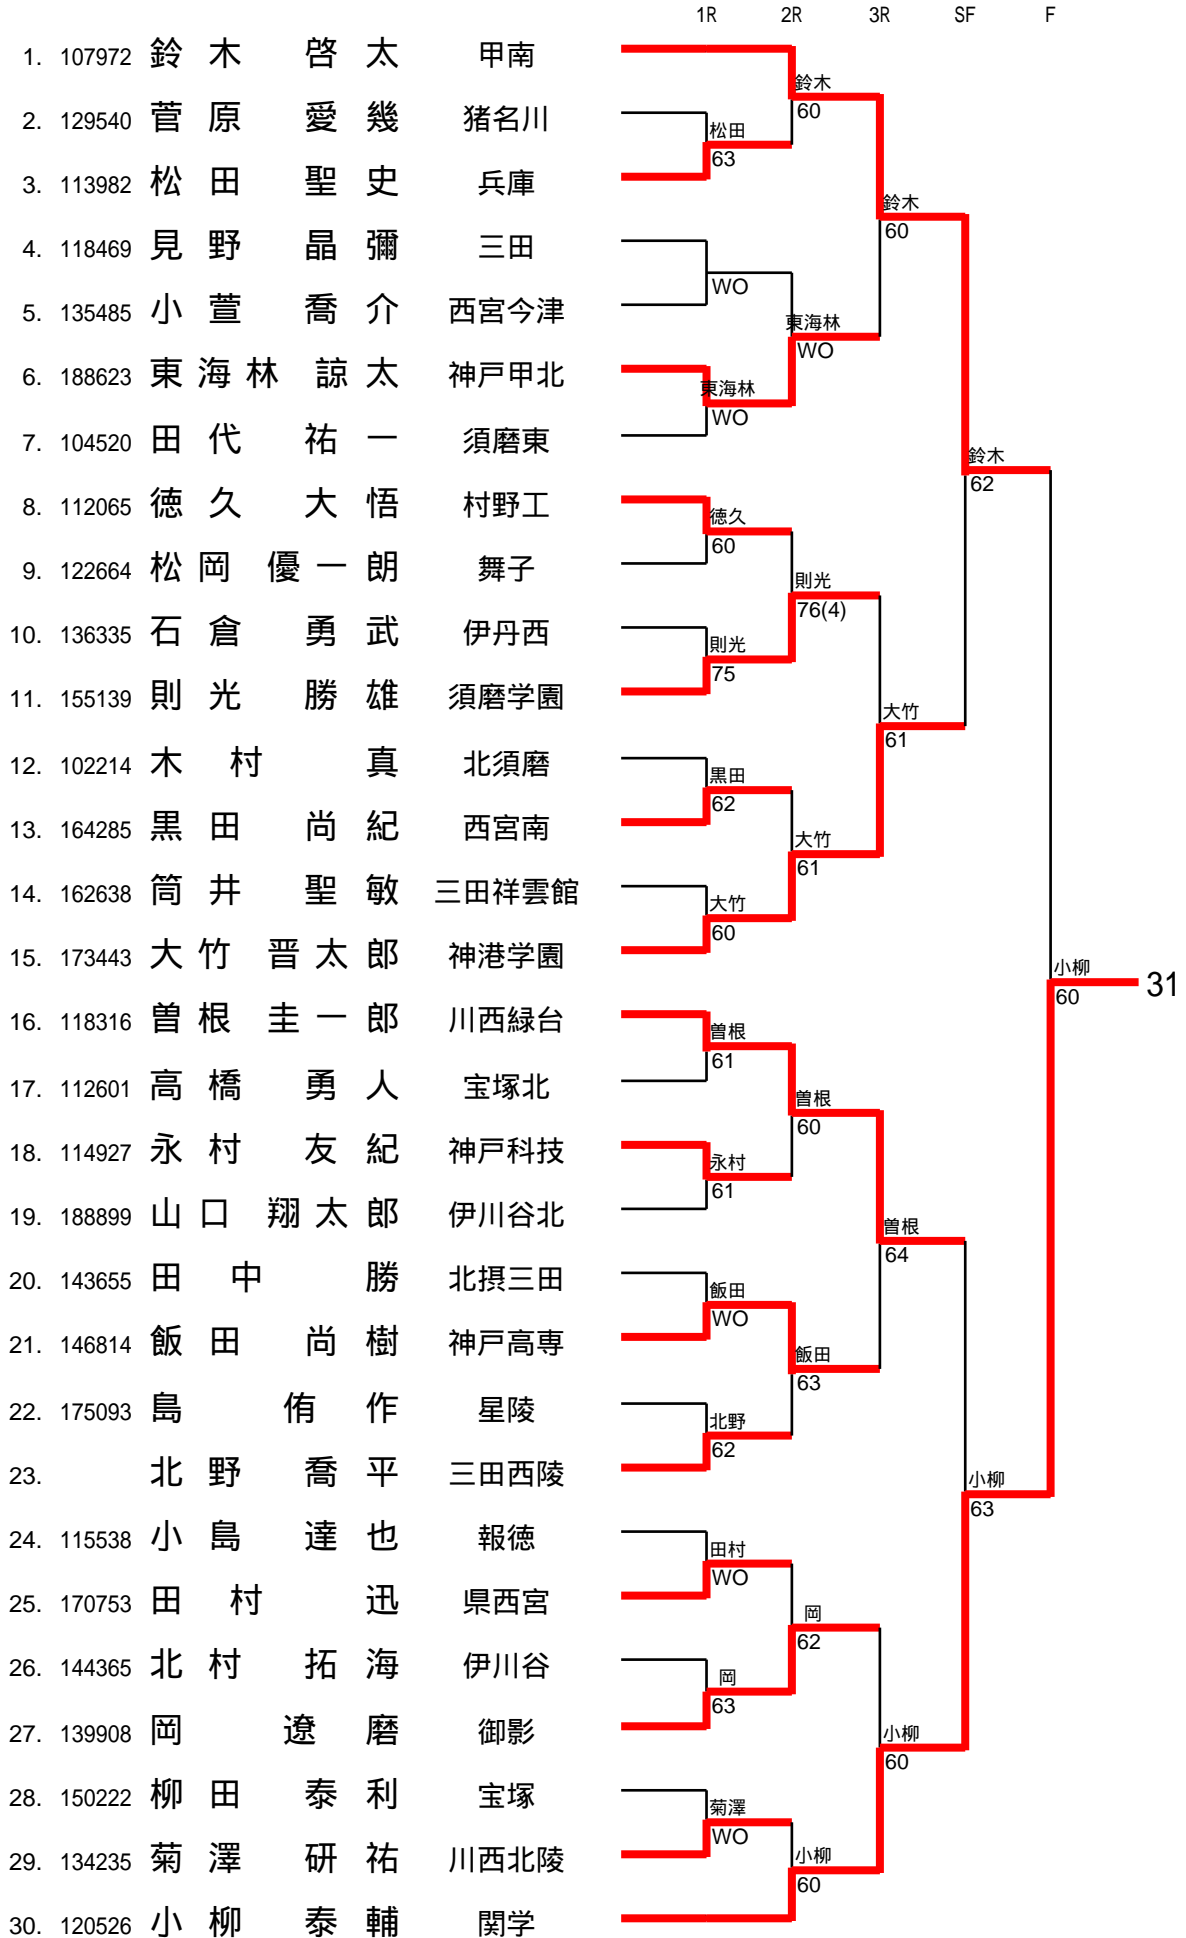 1R 2R 3R SF F
1. 107972 鈴木 啓太 甲南
鈴木
2. 129540 菅原 愛幾 猪名川
60
松田
63
3. 113982 松田 聖史 兵庫
鈴木
60
4. 118469 見野 晶彌 三田
WO
5. 135485 小萱 喬介 西宮今津
東海林
WO
6. 188623 東海林 諒太 神戸甲北
東海林
WO
7. 104520 田代 祐一 須磨東
鈴木
62
8. 112065 徳久 大悟 村野工
徳久
60
9. 122664 松岡 優一朗 舞子
則光
76(4)
10. 136335 石倉 勇武 伊丹西
則光
75
11. 155139 則光 勝雄 須磨学園
大竹
61
12. 102214 木村 真 北須磨
黒田
62
13. 164285 黒田 尚紀 西宮南
大竹
61
14. 162638 筒井 聖敏 三田祥雲館
大竹
60
15. 173443 大竹 晋太郎 神港学園
小柳
60
31
16. 118316 曽根 圭一郎 川西緑台
曽根
61
17. 112601 高橋 勇人 宝塚北
曽根
60
18. 114927 永村 友紀 神戸科技
永村
61
19. 188899 山口 翔太郎 伊川谷北
曽根
64
20. 143655 田中 勝 北摂三田
飯田
WO
21. 146814 飯田 尚樹 神戸高専
飯田
63
22. 175093 島 侑作 星陵
北野
62
23. 北野 喬平 三田西陵
小柳
63
24. 115538 小島 達也 報徳
田村
WO
25. 170753 田村 迅 県西宮
岡
62
26. 144365 北村 拓海 伊川谷
岡
63
27. 139908 岡 遼磨 御影
小柳
60
28. 150222 柳田 泰利 宝塚
菊澤
WO
29. 134235 菊澤 研祐 川西北陵
小柳
60
30. 120526 小柳 泰輔 関学